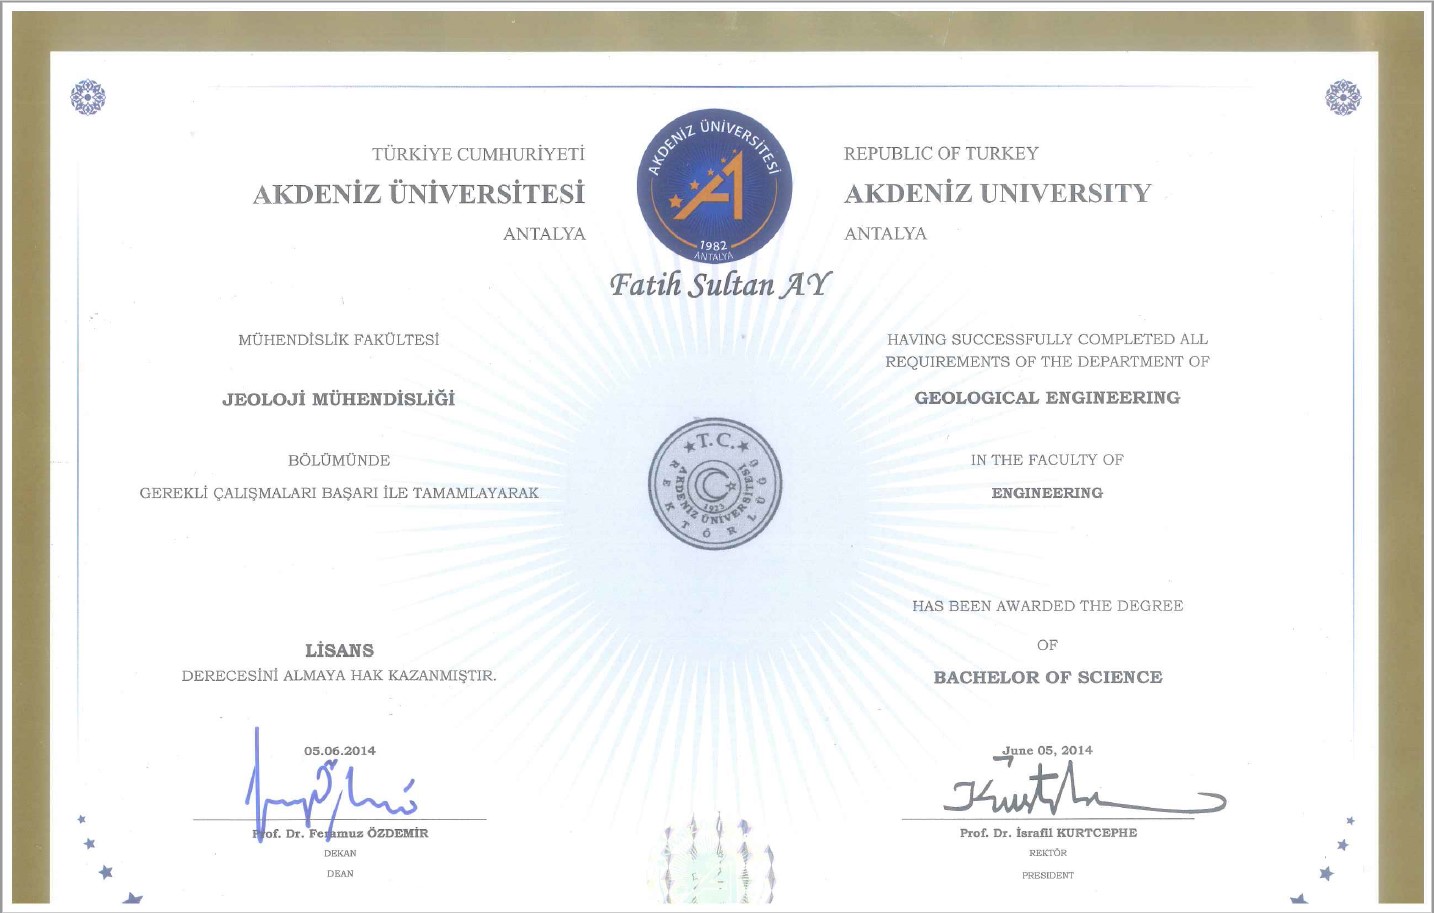 TÜRKİYE CUMHURİYETİ
AKDENİZ ÜNİVERSİTESİ
ANTALYA
AKDENİZ ÜNİVERSİTESİ
1982
ANTALYA
REPUBLIC OF TURKEY
AKDENİZ UNIVERSITY
ANTALYA
Fatih Sultan AY
MÜHENDİSLİK FAKÜLTESİ
JEOLOJİ MÜHENDİSLİĞİ
BÖLÜMÜNDE
GEREKLİ ÇALIŞMALARI BAŞARI İLE TAMAMLAYARAK
LİSANS
DERECESİNİ ALMAYA HAK KAZANMIŞTIR.
05.06.2014
Prof. Dr. Feramuz ÖZDEMİR
DEKAN
DEAN
T.C.
AKDENİZ ÜNİVERSİTESİ
REKTÖRLÜĞÜ
1923
HAVING SUCCESSFULLY COMPLETED ALL
REQUIREMENTS OF THE DEPARTMENT OF
GEOLOGICAL ENGINEERING
IN THE FACULTY OF
ENGINEERING
HAS BEEN AWARDED THE DEGREE
OF
BACHELOR OF SCIENCE
June 05, 2014
Prof. Dr. İsrafil KURTCEPHE
REKTÖR
PRESIDENT